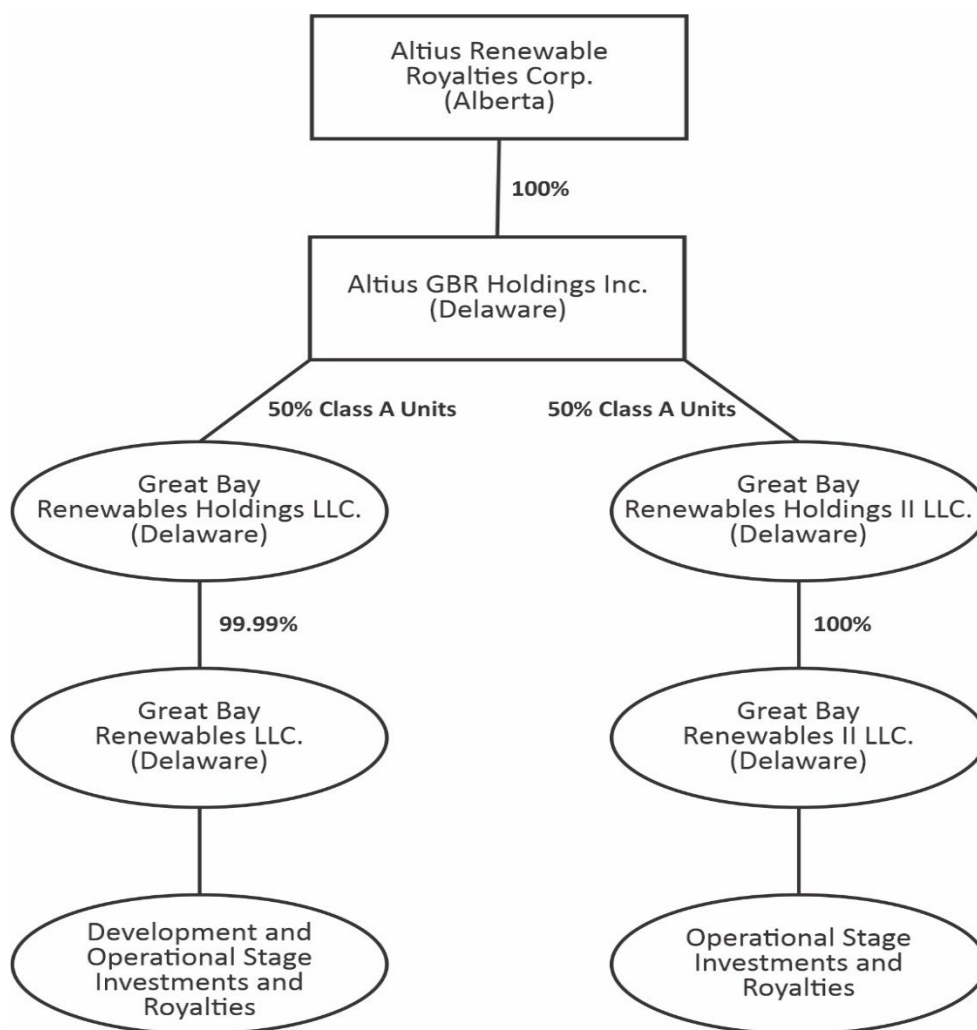 Altius Renewable
Royalties Corp.
(Alberta)
100%
Altius GBR Holdings Inc.
(Delaware)
50% Class A Units
50% Class A Units
Great Bay
Renewables Holdings LLC.
(Delaware)
Great Bay
Renewables Holdings II LLC.
(Delaware)
99.99%
100%
Great Bay
Renewables LLC.
(Delaware)
Great Bay
Renewables II LLC.
(Delaware)
Development and
Operational Stage
Investments and
Royalties
Operational Stage
Investments and
Royalties